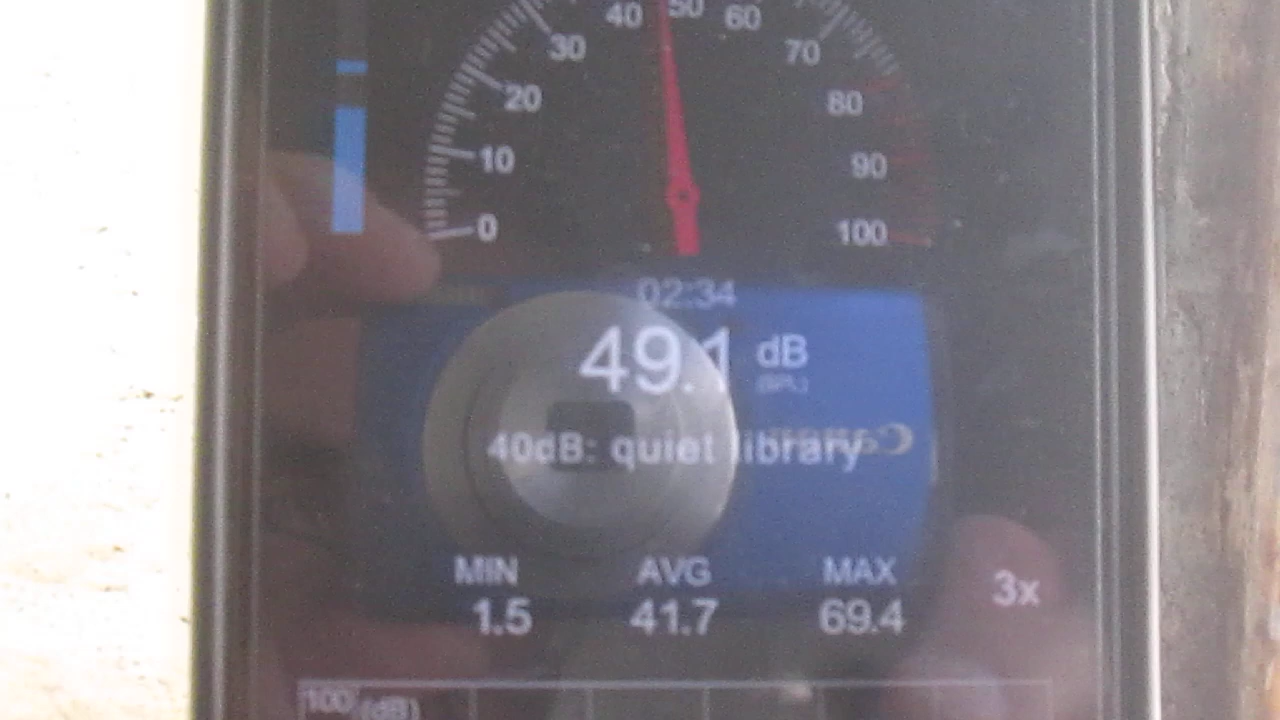 40 50 60
30 70
20 80
10 90
0 100
02:34
49.1 dB
(SPL)
40dB: quiet library
Canon
MIN AVG MAX
1.5 41.7 69.4
3x
100 (dB)